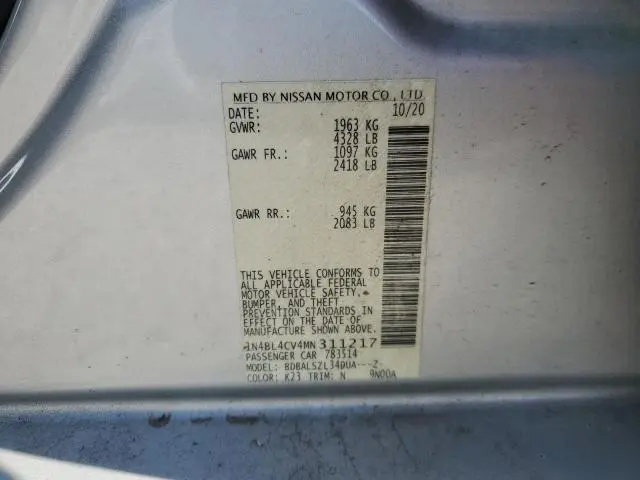 MFD BY NISSAN MOTOR CO., LTD
DATE: 10/20
GVWR: 1963 KG
4328 LB
GAWR FR.: 1097 KG
2418 LB
GAWR RR.: 945 KG
2083 LB
THIS VEHICLE CONFORMS TO
ALL APPLICABLE FEDERAL
MOTOR VEHICLE SAFETY,
BUMPER, AND THEFT
PREVENTION STANDARDS
IN EFFECT ON THE DATE OF
MANUFACTURE SHOWN ABOVE.
1N4BL4CV4MN311217
PASSENGER CAR 783514
MODEL: BDBALSZL34DUA---Z-
COLOR: K23 TRIM: N 9N00A